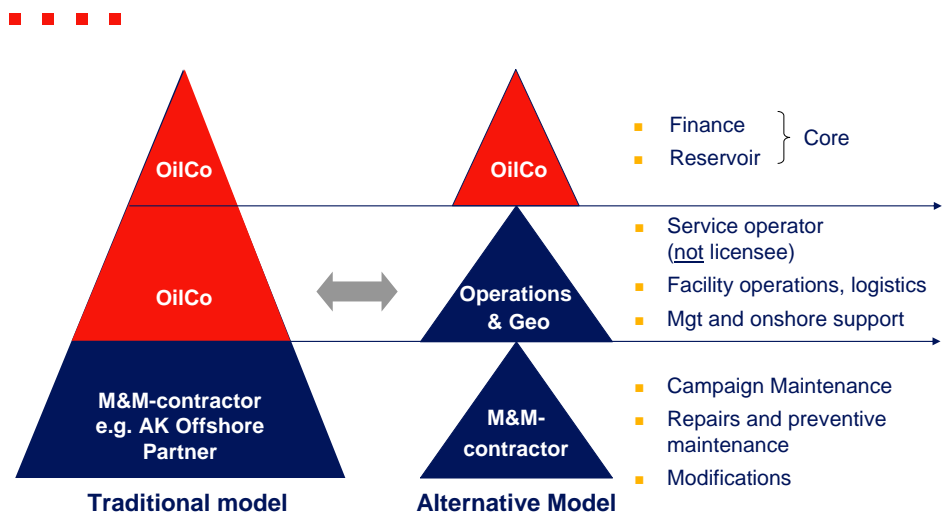 OilCo
OilCo
M&M-contractor
e.g. AK Offshore
Partner
Traditional model
OilCo
Operations
& Geo
M&M-
contractor
Alternative Model
Finance
Reservoir
Core
Service operator
(not licensee)
Facility operations, logistics
Mgt and onshore support
Campaign Maintenance
Repairs and preventive
maintenance
Modifications